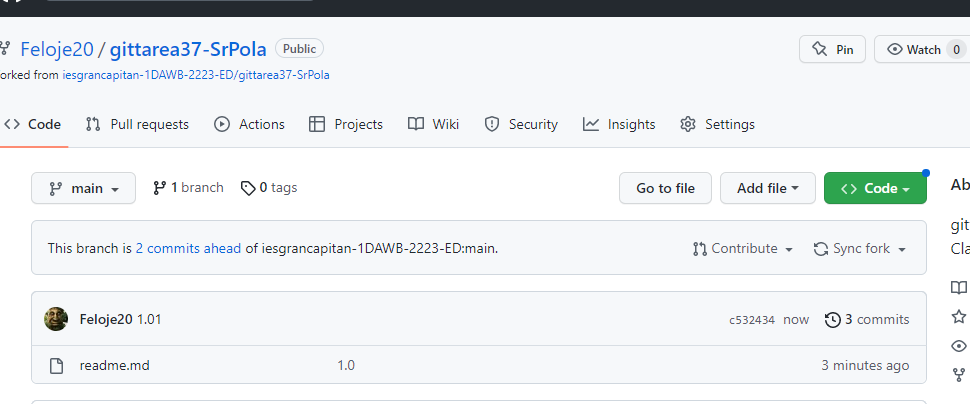 Feloje20 / gittarea37-SrPola Public Pin Watch 0
orked from iesgrancapitan-1DAWB-2223-ED/gittarea37-SrPola
Code Pull requests Actions Projects Wiki Security Insights Settings
main 1 branch 0 tags Go to file Add file Code Ab
This branch is 2 commits ahead of iesgrancapitan-1DAWB-2223-ED:main. Contribute Sync fork
git
Cla
Feloje20 1.01 c532434 now 3 commits
readme.md 1.0 3 minutes ago